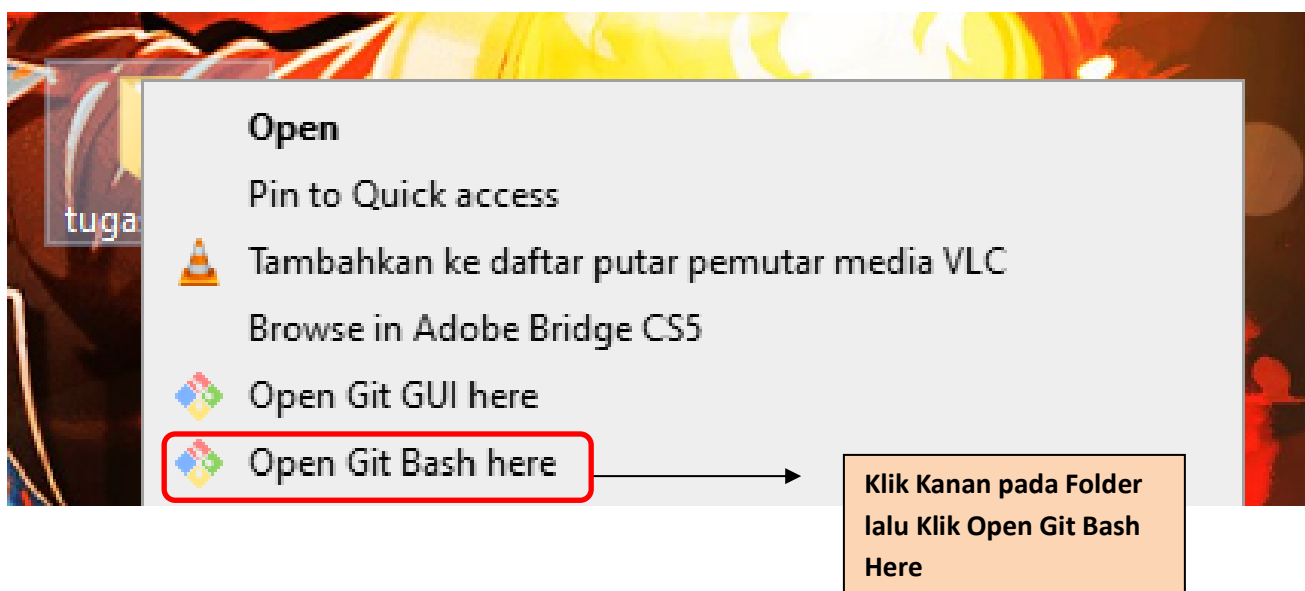 Open
Pin to Quick access
tuga
Tambahkan ke daftar putar pemutar media VLC
Browse in Adobe Bridge CS5
Open Git GUI here
Open Git Bash here
Klik Kanan pada Folder
lalu Klik Open Git Bash
Here